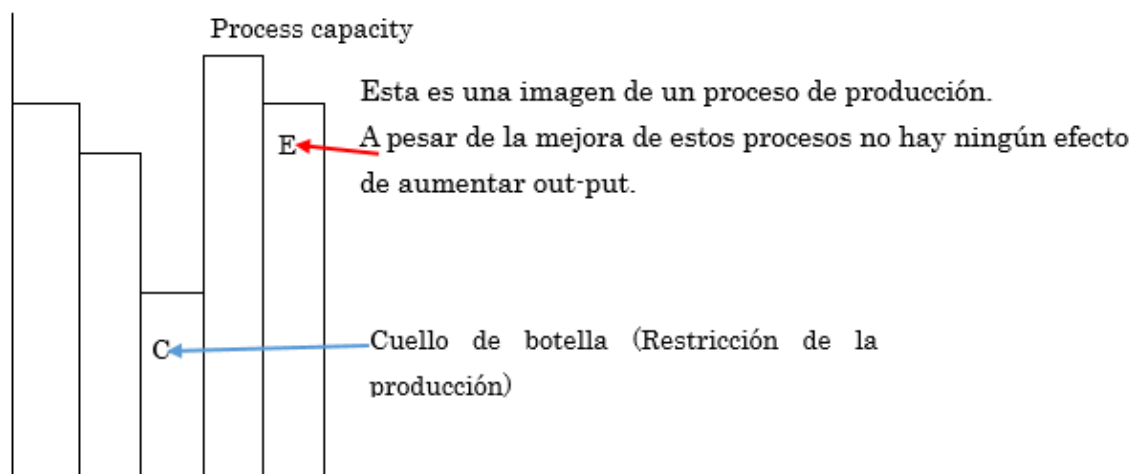 Process capacity
Esta es una imagen de un proceso de producción.
A pesar de la mejora de estos procesos no hay ningún efecto
de aumentar out-put.
E
Cuello de botella (Restricción de la
producción)
C